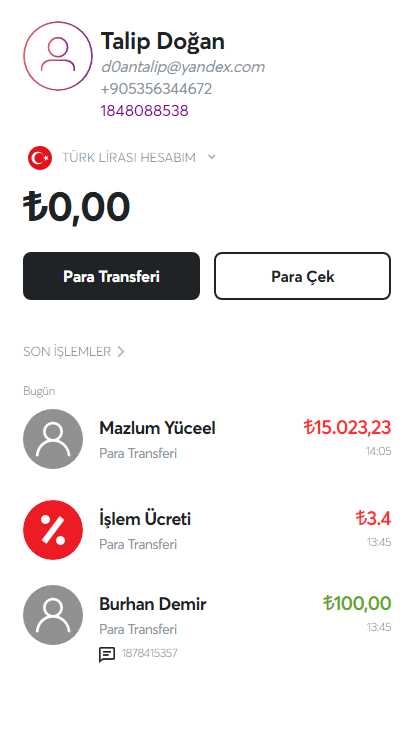 Talip Doğan
d0antalip@yandex.com
+905356344672
1848088538
TÜRK LİRASI HESABIM
₺0,00
Para Transferi
Para Çek
SON İŞLEMLER
Bugün
Mazlum Yüceel ₺15.023,23
Para Transferi 14:05
İşlem Ücreti ₺3.4
Para Transferi 13:45
Burhan Demir ₺100,00
Para Transferi 13:45
1878415357